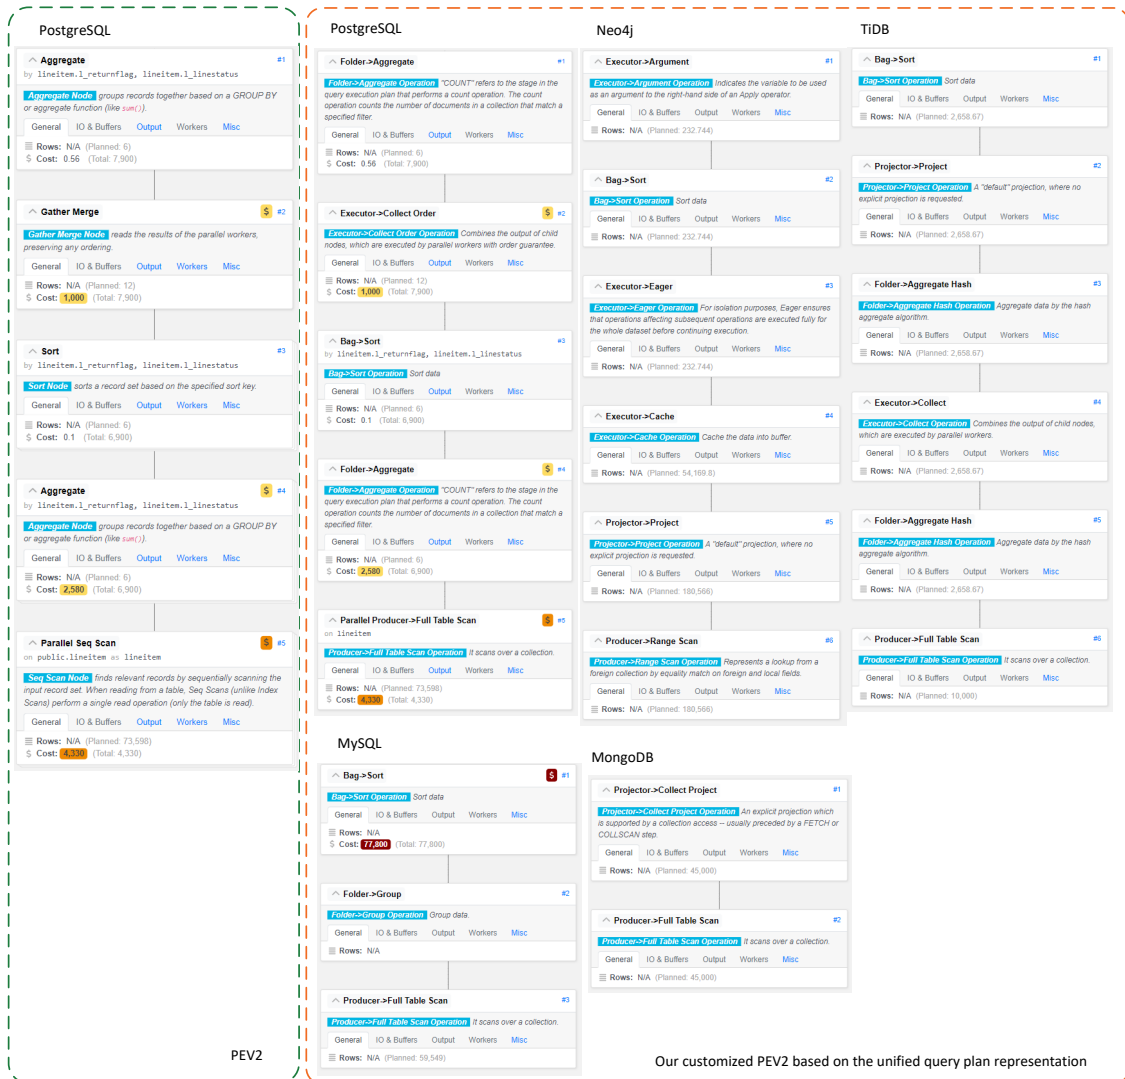 PostgreSQL
Aggregate #1
by lineitem.l_returnflag, lineitem.l_linestatus
Aggregate Node groups records together based on a GROUP BY
or aggregate function (like sum()).
General IO & Buffers Output Workers Misc
Rows: N/A (Planned: 6)
$ Cost: 0.56 (Total: 7,900)
Gather Merge $ #2
Gather Merge Node reads the results of the parallel workers,
preserving any ordering.
General IO & Buffers Output Workers Misc
Rows: N/A (Planned: 12)
$ Cost: 1,000 (Total: 7,900)
Sort #3
by lineitem.l_returnflag, lineitem.l_linestatus
Sort Node sorts a record set based on the specified sort key.
General IO & Buffers Output Workers Misc
Rows: N/A (Planned: 6)
$ Cost: 0.1 (Total: 6,900)
Aggregate $ #4
by lineitem.l_returnflag, lineitem.l_linestatus
Aggregate Node groups records together based on a GROUP BY
or aggregate function (like sum()).
General IO & Buffers Output Workers Misc
Rows: N/A (Planned: 6)
$ Cost: 2,580 (Total: 6,900)
Parallel Seq Scan $ #5
on public.lineitem as lineitem
Seq Scan Node finds relevant records by sequentially scanning the
input record set. When reading from a table, Seq Scans (unlike Index
Scans) perform a single read operation (only the table is read).
General IO & Buffers Output Workers Misc
Rows: N/A (Planned: 73,598)
$ Cost: 4,330 (Total: 4,330)
PEV2
PostgreSQL
Folder->Aggregate #1
Folder->Aggregate Operation "COUNT" refers to the stage in the
query execution plan that performs a count operation. The count
operation counts the number of documents in a collection that match a
specified filter.
General IO & Buffers Output Workers Misc
Rows: N/A (Planned: 6)
$ Cost: 0.56 (Total: 7,900)
Executor->Collect Order $ #2
Executor->Collect Order Operation Combines the output of child
nodes, which are executed by parallel workers with order guarantee.
General IO & Buffers Output Workers Misc
Rows: N/A (Planned: 12)
$ Cost: 1,000 (Total: 7,900)
Bag->Sort #3
by lineitem.l_returnflag, lineitem.l_linestatus
Bag->Sort Operation Sort data
General IO & Buffers Output Workers Misc
Rows: N/A (Planned: 6)
$ Cost: 0.1 (Total: 6,900)
Folder->Aggregate $ #4
Folder->Aggregate Operation "COUNT" refers to the stage in the
query execution plan that performs a count operation. The count
operation counts the number of documents in a collection that match a
specified filter.
General IO & Buffers Output Workers Misc
Rows: N/A (Planned: 6)
$ Cost: 2,580 (Total: 6,900)
Parallel Producer->Full Table Scan $ #5
on lineitem
Producer->Full Table Scan Operation It scans over a collection.
General IO & Buffers Output Workers Misc
Rows: N/A (Planned: 73,598)
$ Cost: 4,330 (Total: 4,330)
Neo4j
Executor->Argument #1
Executor->Argument Operation Indicates the variable to be used
as an argument to the right-hand side of an Apply operator.
General IO & Buffers Output Workers Misc
Rows: N/A (Planned: 232.744)
Bag->Sort #2
Bag->Sort Operation Sort data
General IO & Buffers Output Workers Misc
Rows: N/A (Planned: 232.744)
Executor->Eager #3
Executor->Eager Operation For isolation purposes, Eager ensures
that operations affecting subsequent operations are executed fully for
the whole dataset before continuing execution.
General IO & Buffers Output Workers Misc
Rows: N/A (Planned: 232.744)
Executor->Cache #4
Executor->Cache Operation Cache the data into buffer.
General IO & Buffers Output Workers Misc
Rows: N/A (Planned: 54,169.8)
Projector->Project #5
Projector->Project Operation A "default" projection, where no
explicit projection is requested.
General IO & Buffers Output Workers Misc
Rows: N/A (Planned: 180,566)
Producer->Range Scan #6
Producer->Range Scan Operation Represents a lookup from a
foreign collection by equality match on foreign and local fields.
General IO & Buffers Output Workers Misc
Rows: N/A (Planned: 180,566)
TiDB
Bag->Sort #1
Bag->Sort Operation Sort data
General IO & Buffers Output Workers Misc
Rows: N/A (Planned: 2,658.67)
Projector->Project #2
Projector->Project Operation A "default" projection, where no
explicit projection is requested.
General IO & Buffers Output Workers Misc
Rows: N/A (Planned: 2,658.67)
Folder->Aggregate Hash #3
Folder->Aggregate Hash Operation Aggregate data by the hash
aggregate algorithm.
General IO & Buffers Output Workers Misc
Rows: N/A (Planned: 2,658.67)
Executor->Collect #4
Executor->Collect Operation Combines the output of child nodes,
which are executed by parallel workers.
General IO & Buffers Output Workers Misc
Rows: N/A (Planned: 2,658.67)
Folder->Aggregate Hash #5
Folder->Aggregate Hash Operation Aggregate data by the hash
aggregate algorithm.
General IO & Buffers Output Workers Misc
Rows: N/A (Planned: 2,658.67)
Producer->Full Table Scan #6
Producer->Full Table Scan Operation It scans over a collection.
General IO & Buffers Output Workers Misc
Rows: N/A (Planned: 10,000)
MySQL
Bag->Sort $ #1
Bag->Sort Operation Sort data
General IO & Buffers Output Workers Misc
Rows: N/A
$ Cost: 77,800 (Total: 77,800)
Folder->Group #2
Folder->Group Operation Group data.
General IO & Buffers Output Workers Misc
Rows: N/A
Producer->Full Table Scan #3
Producer->Full Table Scan Operation It scans over a collection.
General IO & Buffers Output Workers Misc
Rows: N/A (Planned: 59,549)
MongoDB
Projector->Collect Project #1
Projector->Collect Project Operation An explicit projection which
is supported by a collection access -- usually preceded by a FETCH or
COLLSCAN step.
General IO & Buffers Output Workers Misc
Rows: N/A (Planned: 45,000)
Producer->Full Table Scan #2
Producer->Full Table Scan Operation It scans over a collection.
General IO & Buffers Output Workers Misc
Rows: N/A (Planned: 45,000)
Our customized PEV2 based on the unified query plan representation